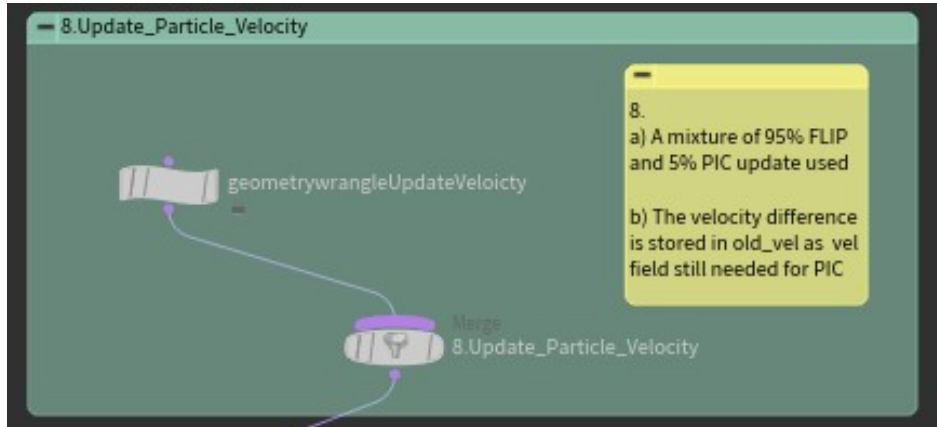 8.Update_Particle_Velocity
8.
a) A mixture of 95% FLIP
and 5% PIC update used
b) The velocity difference
is stored in old_vel as vel
field still needed for PIC
geometrywrangleUpdateVeloicty
Merge
8.Update_Particle_Velocity